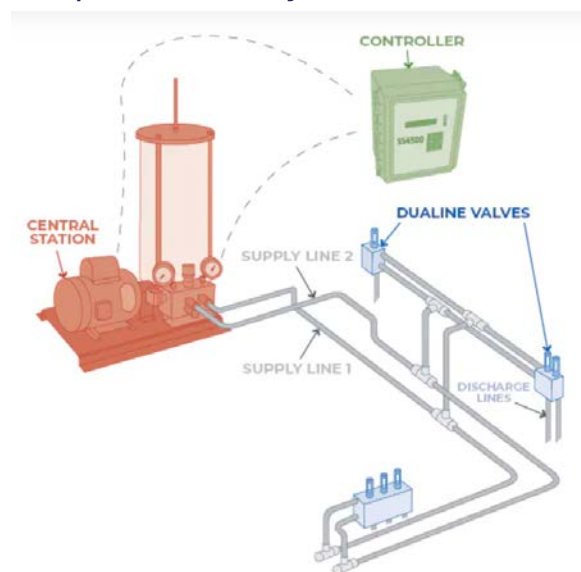 CONTROLLER
SS4500
DUALINE VALVES
CENTRAL
STATION
SUPPLY LINE 2
SUPPLY LINE 1
DISCHARGE
LINES